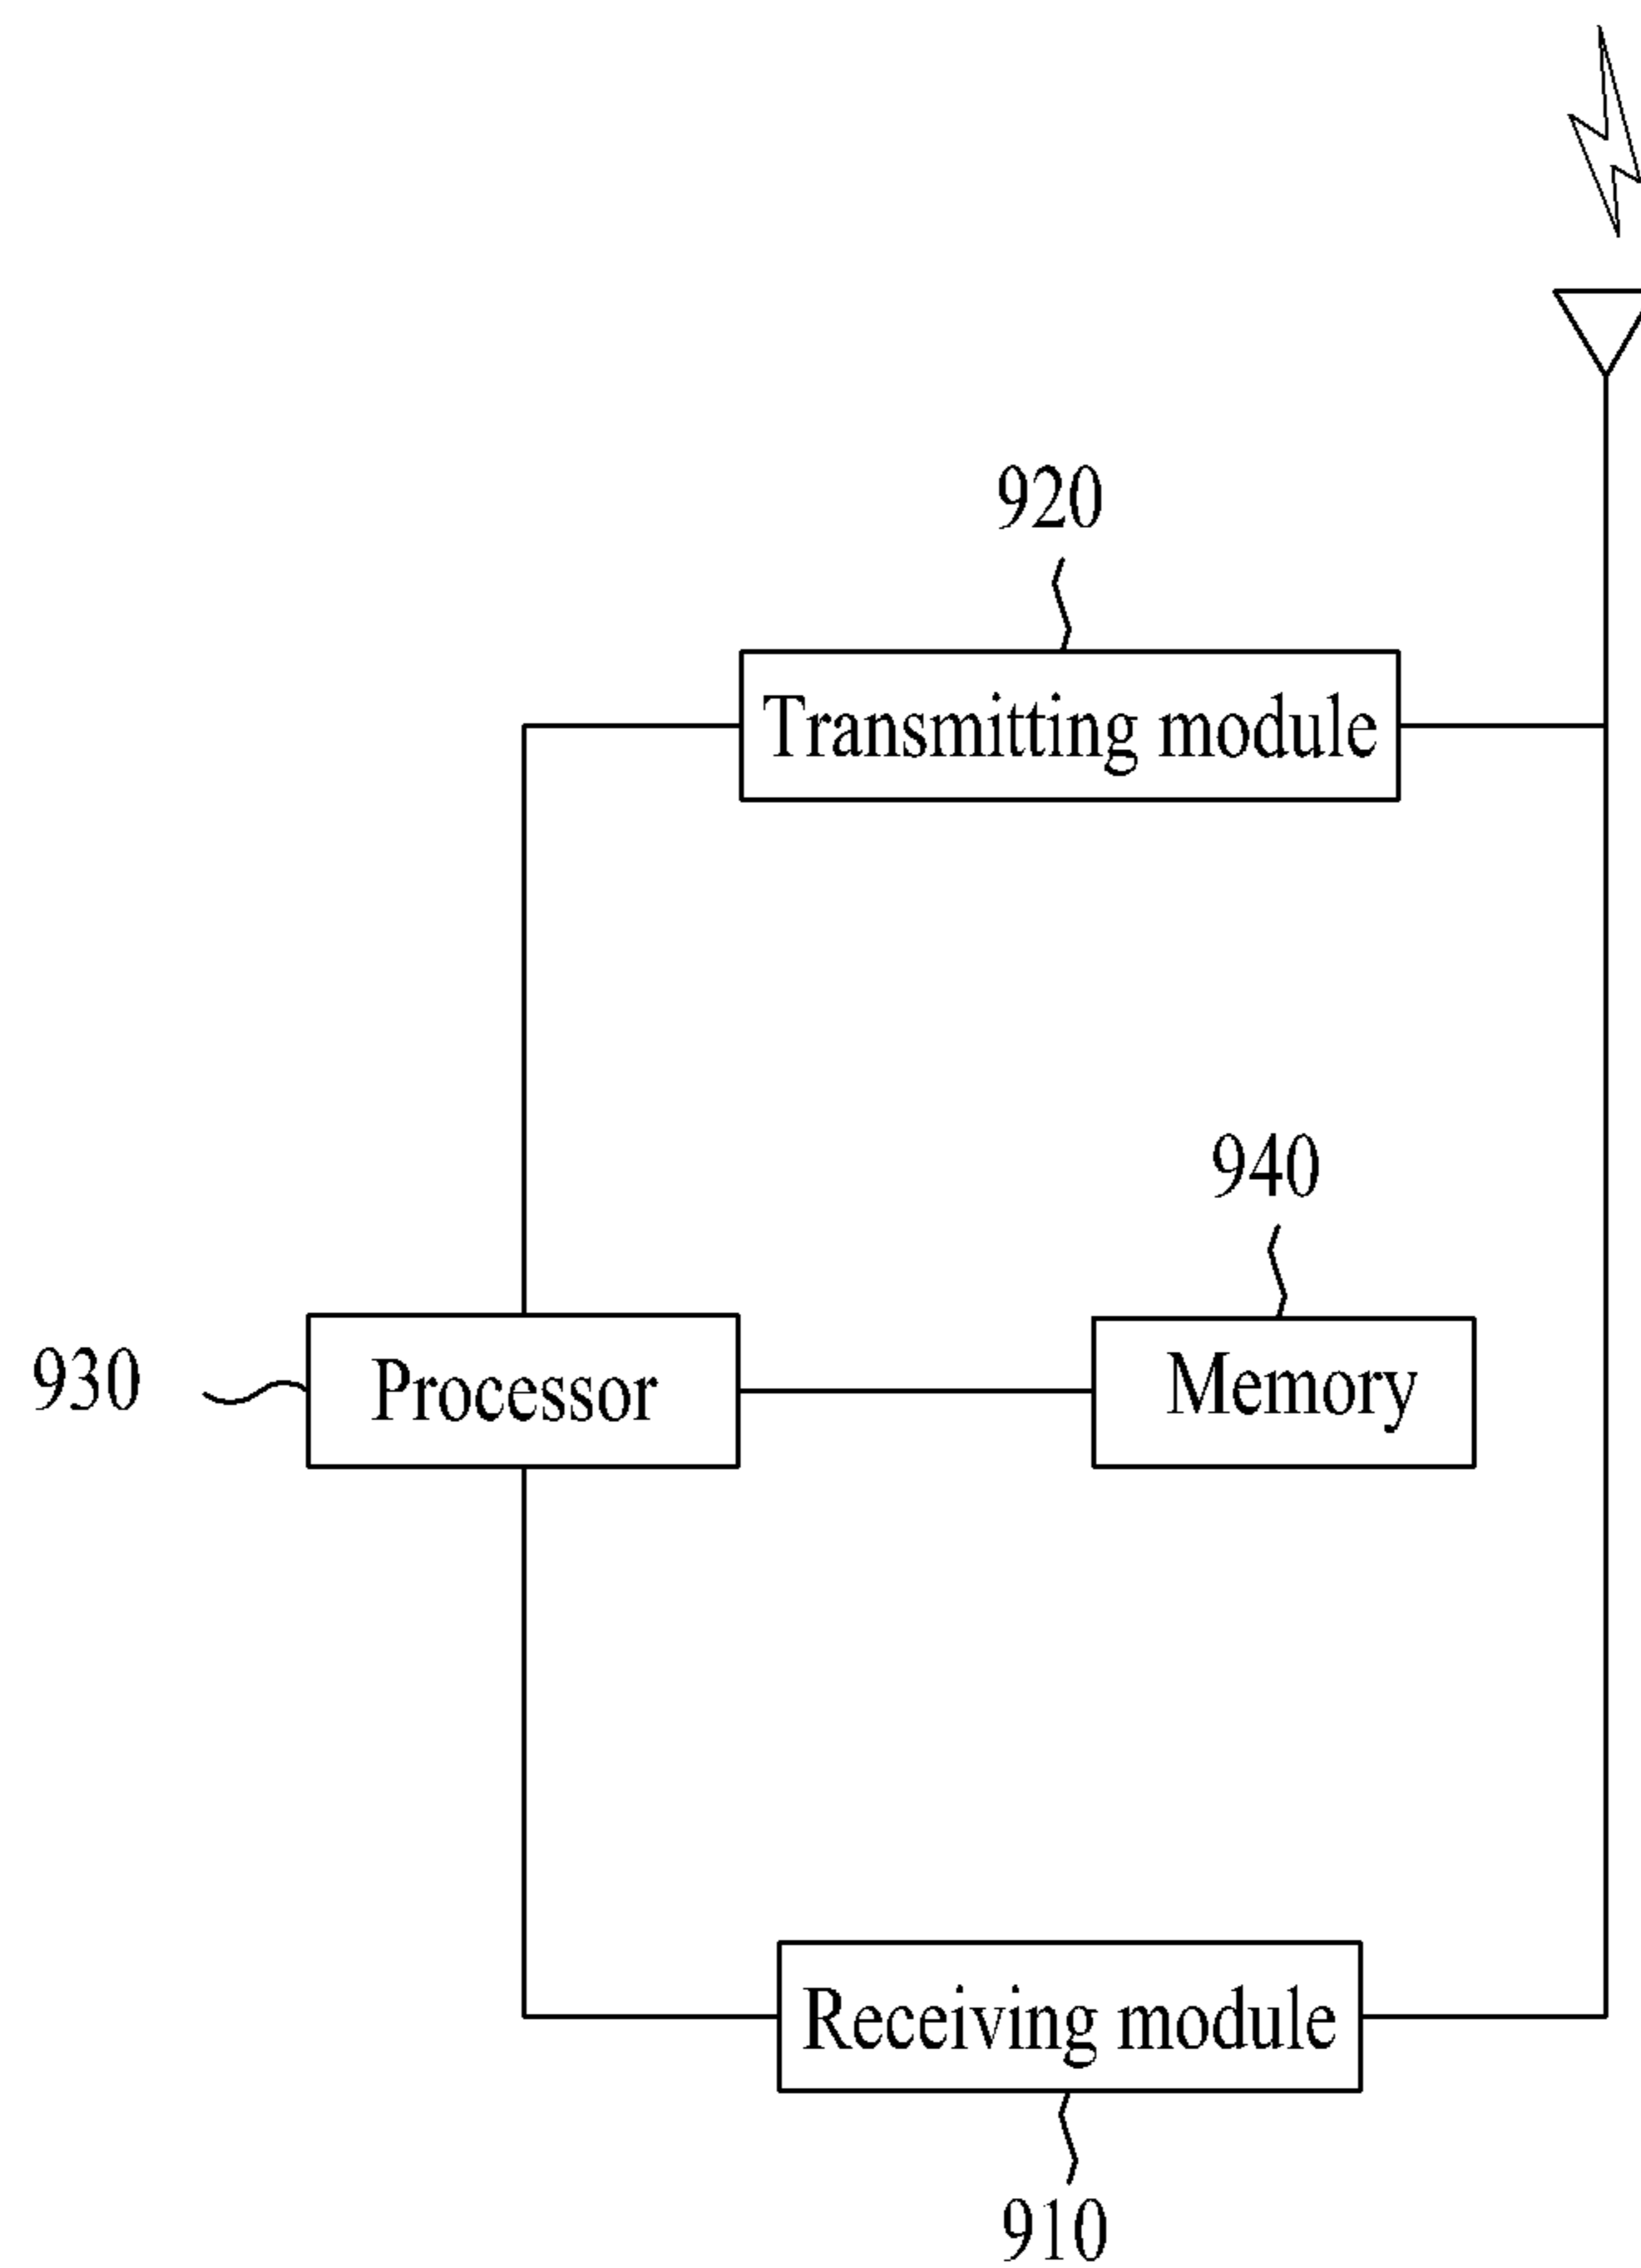 920
Transmitting module
940
930
Processor
Memory
Receiving module
910